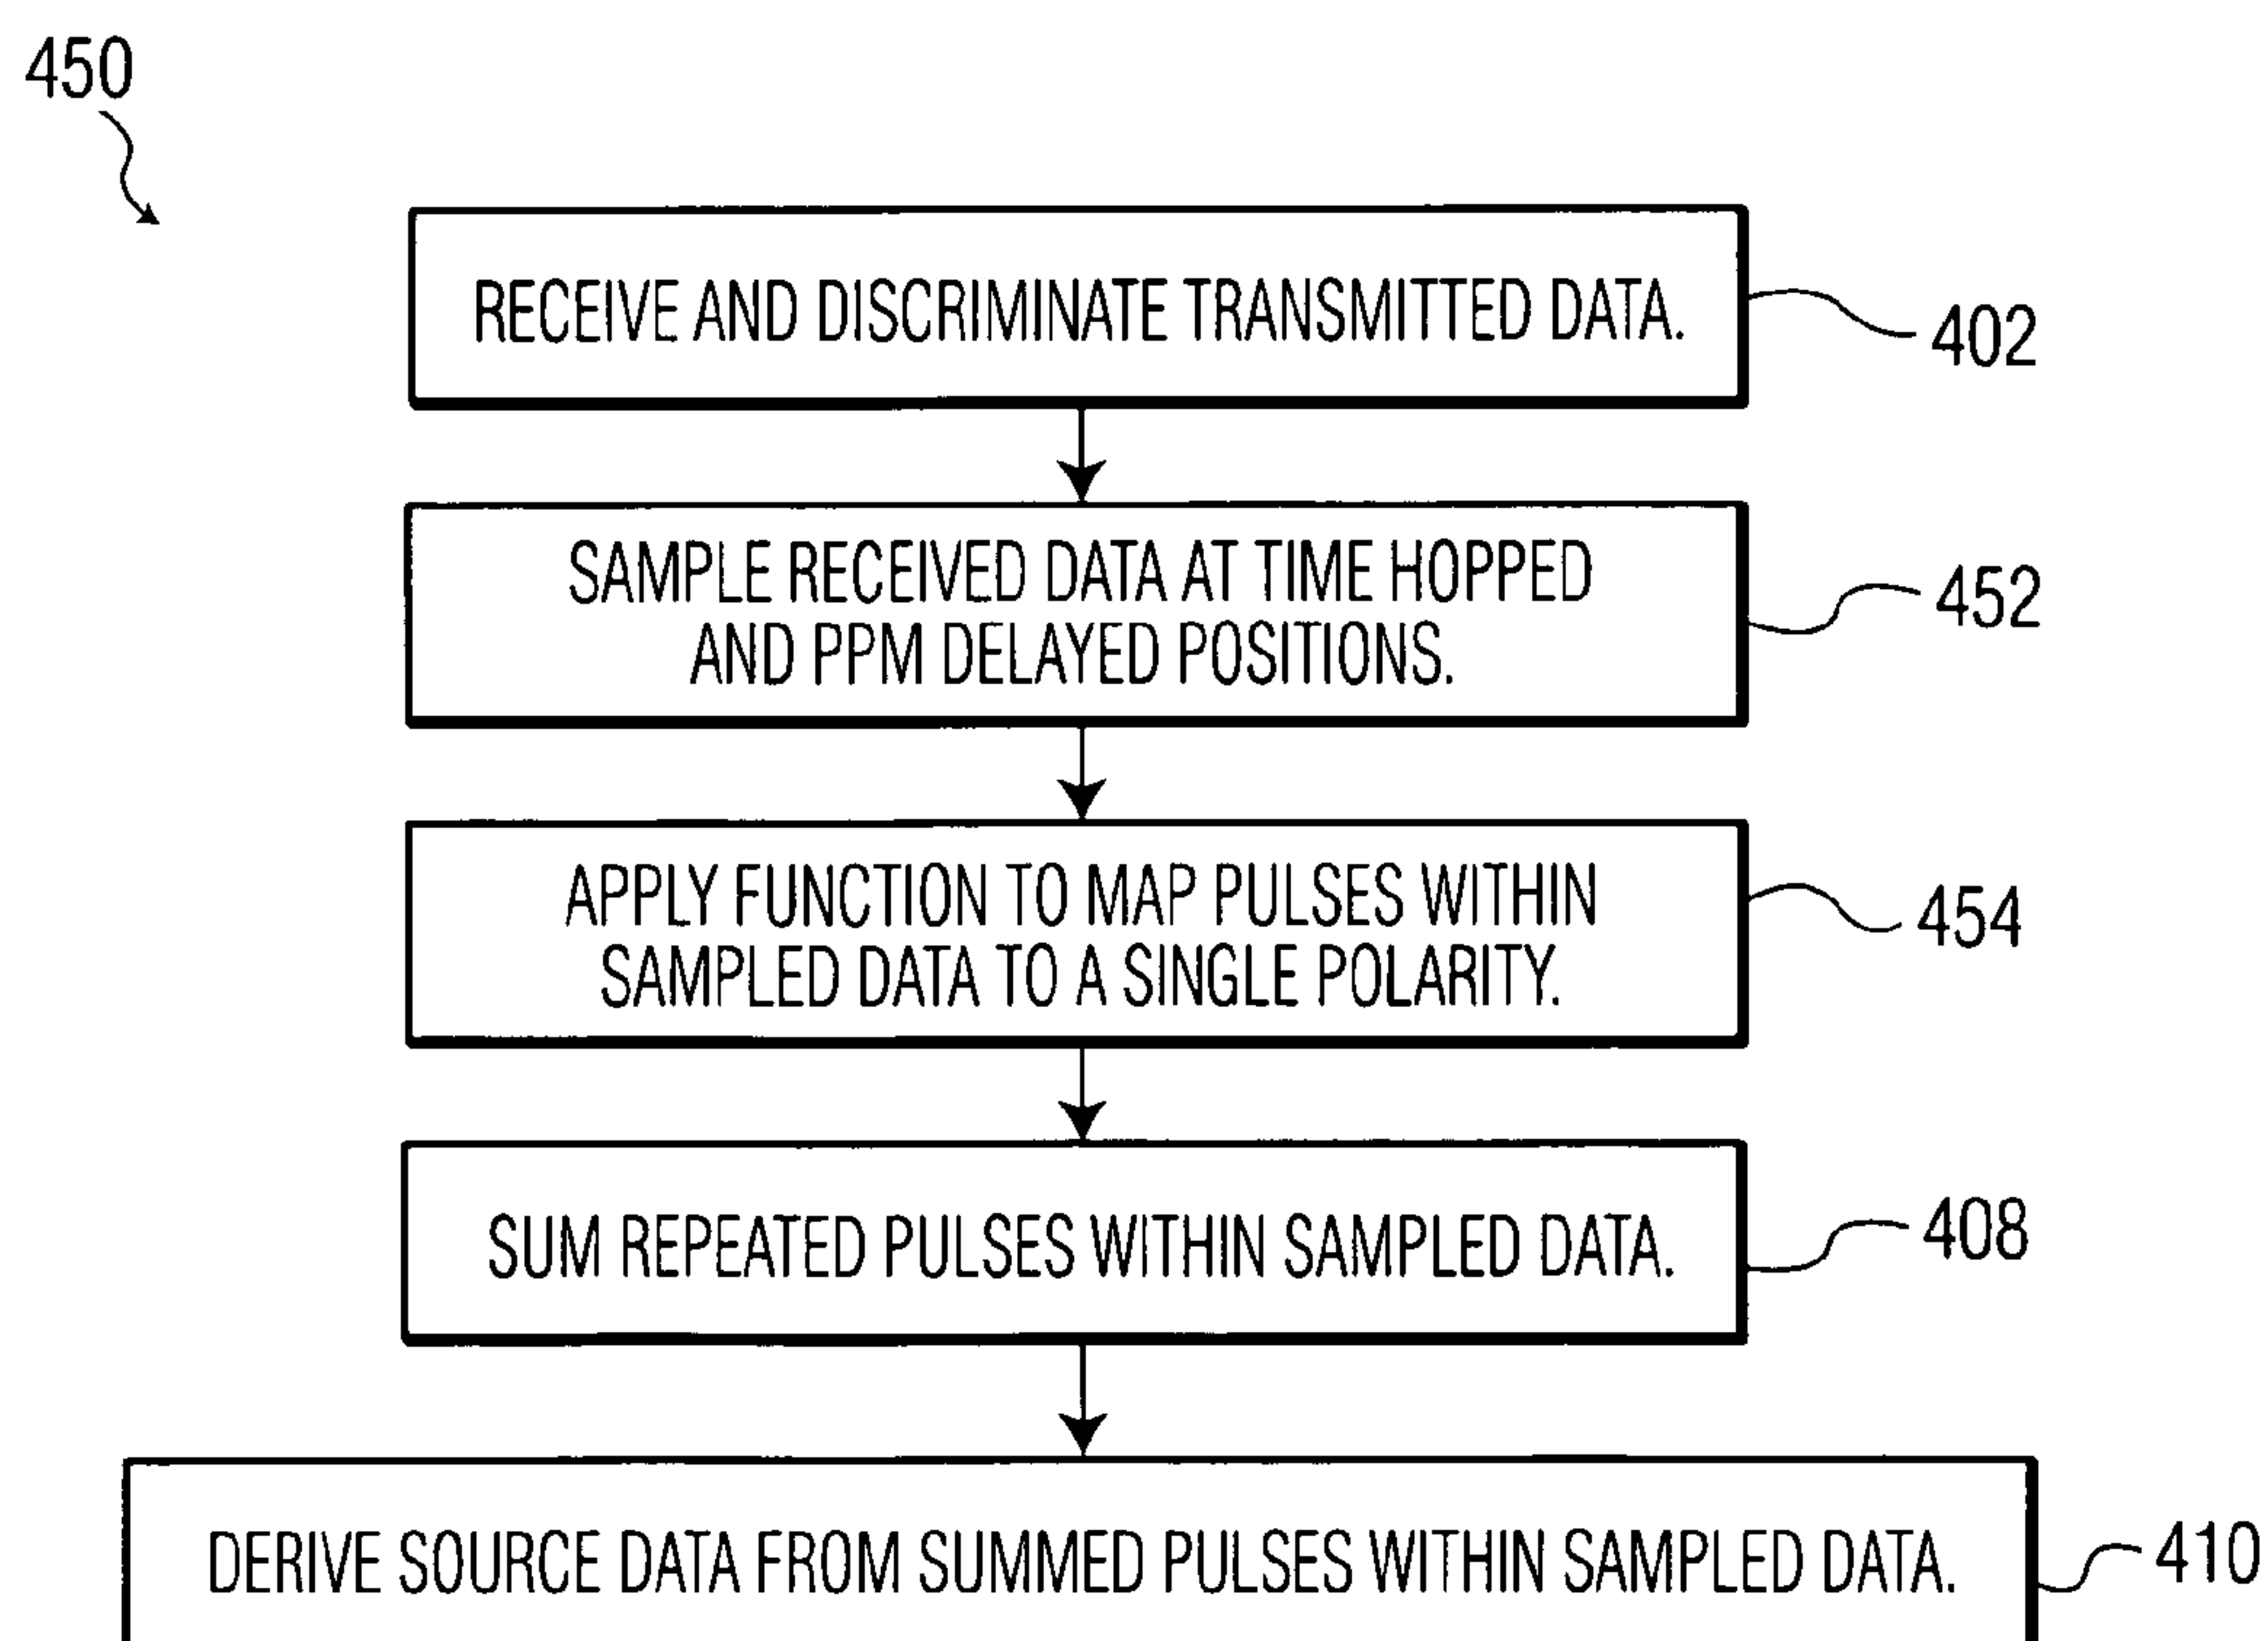 450
RECEIVE AND DISCRIMINATE TRANSMITTED DATA.
402
SAMPLE RECEIVED DATA AT TIME HOPPED
AND PPM DELAYED POSITIONS.
452
APPLY FUNCTION TO MAP PULSES WITHIN
SAMPLED DATA TO A SINGLE POLARITY.
454
SUM REPEATED PULSES WITHIN SAMPLED DATA.
408
DERIVE SOURCE DATA FROM SUMMED PULSES WITHIN SAMPLED DATA.
410